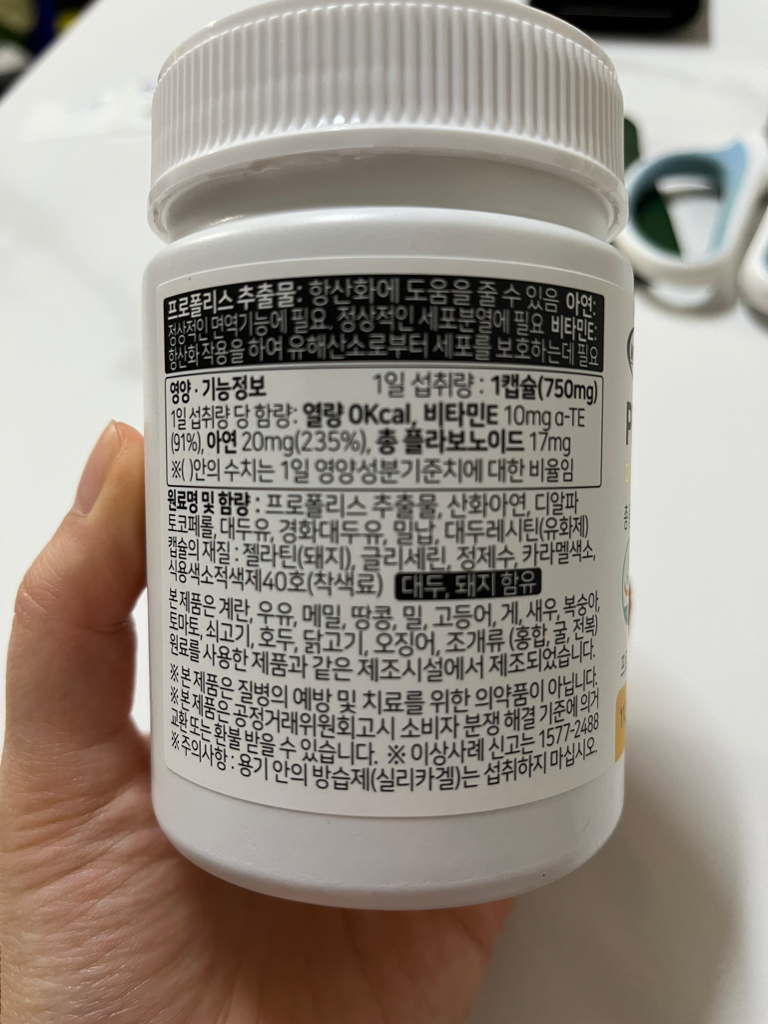 프로폴리스 추출물: 항산화에 도움을 줄 수 있음 아연:
정상적인 면역기능에 필요, 정상적인 세포분열에 필요 비타민E:
항산화 작용을 하여 유해산소로부터 세포를 보호하는데 필요
영양·기능정보 1일 섭취량 : 1캡슐(750mg)
1일 섭취량 당 함량: 열량 0Kcal, 비타민E 10mg α-TE
(91%), 아연 20mg(235%), 총 플라보노이드 17mg
※( )안의 수치는 1일 영양성분기준치에 대한 비율임
원료명 및 함량 : 프로폴리스 추출물, 산화아연, 디알파
토코페롤, 대두유, 경화대두유, 밀납, 대두레시틴(유화제)
캡슐의 재질 : 젤라틴(돼지), 글리세린, 정제수, 카라멜색소,
식용색소적색제40호(착색료) 대두, 돼지 함유
본 제품은 계란, 우유, 메밀, 땅콩, 밀, 고등어, 게, 새우, 복숭아,
토마토, 쇠고기, 호두, 닭고기, 오징어, 조개류 (홍합, 굴, 전복)
원료를 사용한 제품과 같은 제조시설에서 제조되었습니다.
※ 본 제품은 질병의 예방 및 치료를 위한 의약품이 아닙니다.
※ 본 제품은 공정거래위원회고시 소비자 분쟁 해결 기준에 의거
교환 또는 환불 받을 수 있습니다. ※ 이상사례 신고는 1577-2488
※ 주의사항 : 용기 안의 방습제(실리카겔)는 섭취하지 마십시오.